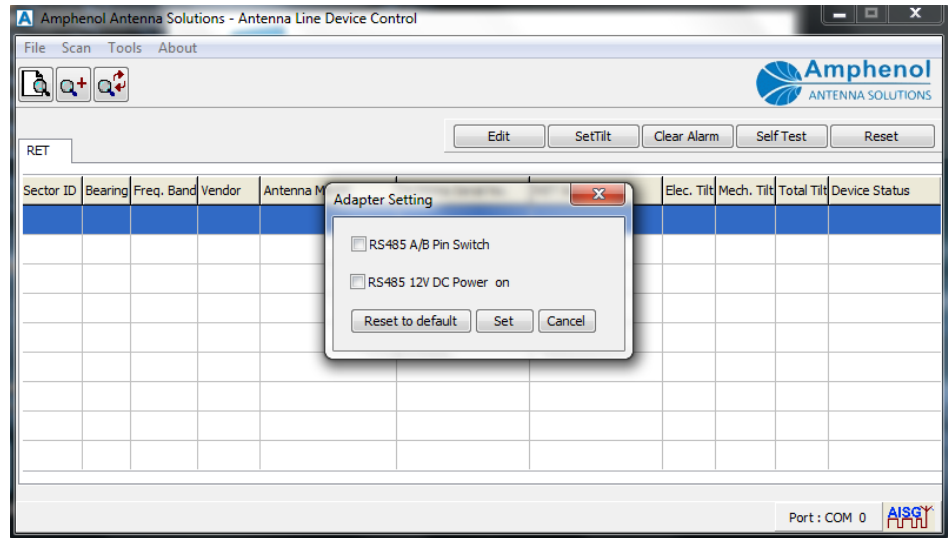 Amphenol Antenna Solutions - Antenna Line Device Control
File Scan Tools About
Amphenol
ANTENNA SOLUTIONS
Edit SetTilt Clear Alarm Self Test Reset
RET
Sector ID Bearing Freq. Band Vendor Antenna Elec. Tilt Mech. Tilt Total Tilt Device Status
Adapter Setting
RS485 A/B Pin Switch
RS485 12V DC Power on
Reset to default Set Cancel
Port : COM 0 AISG